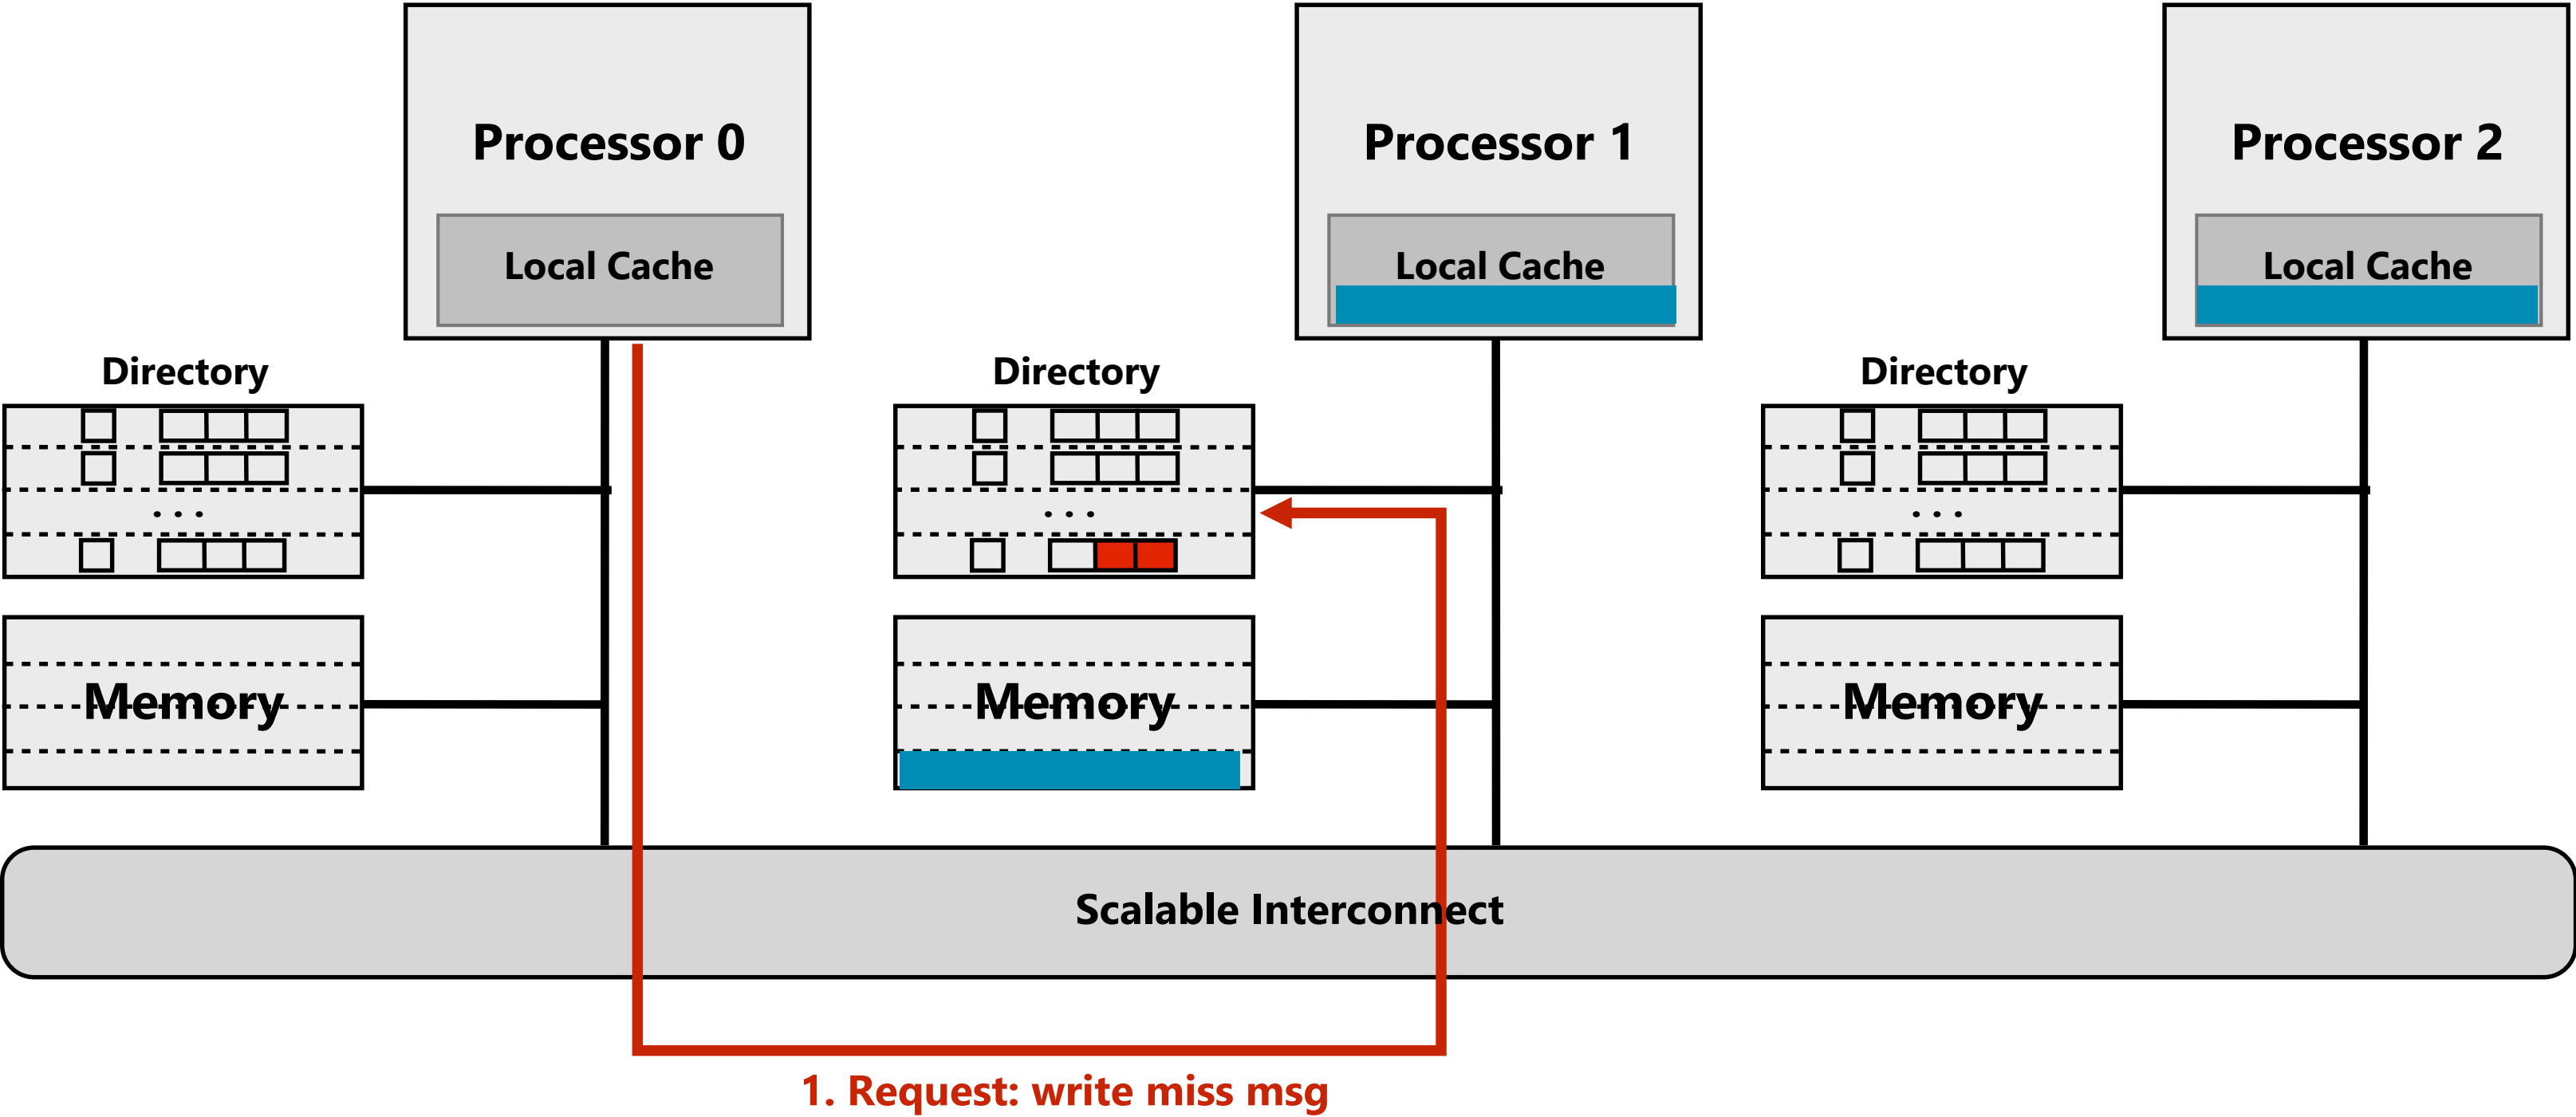 Processor 0
Processor 1
Processor 2
Local Cache
Local Cache
Local Cache
Directory
Directory
Directory
. . .
. . .
. . .
Memory
Memory
Memory
Scalable Interconnect
1. Request: write miss msg